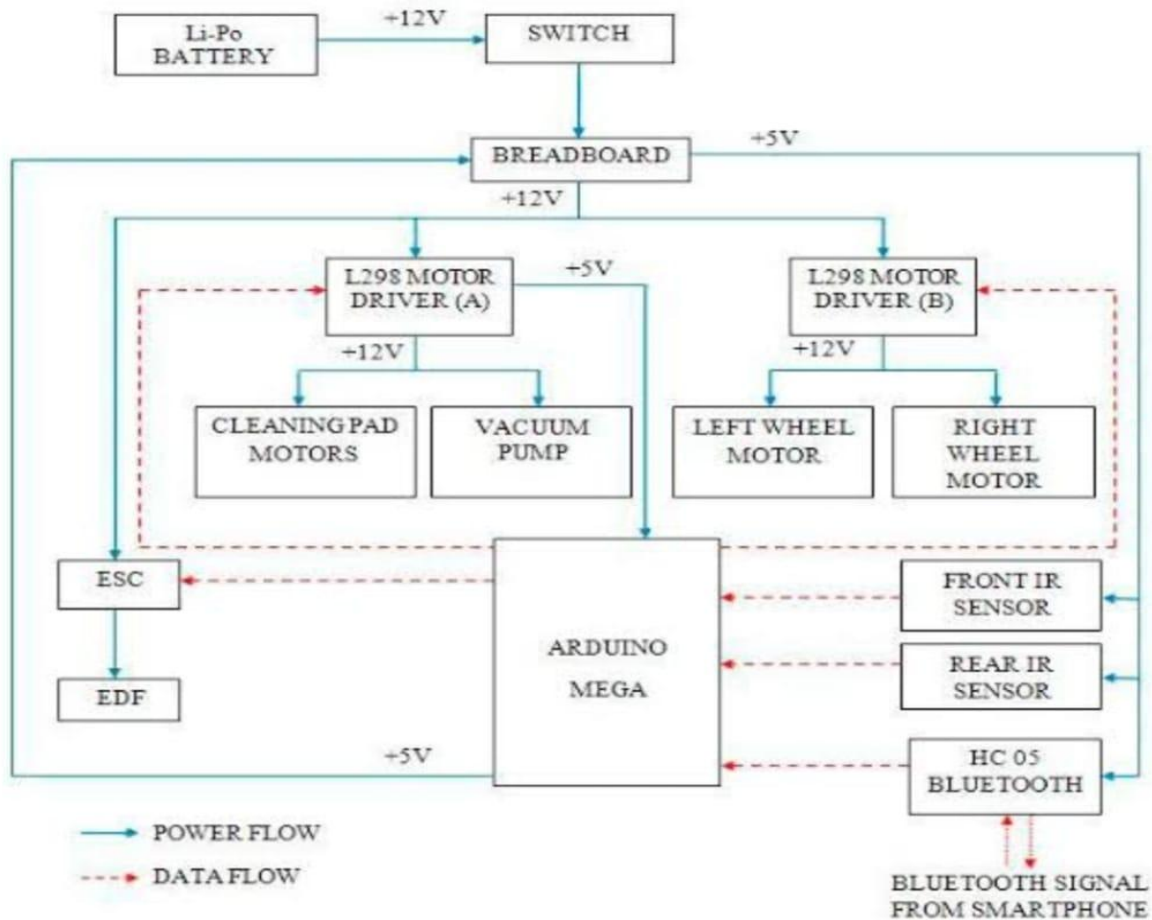 Li-Po
BATTERY
+12V
SWITCH
BREADBOARD
+5V
+12V
L298 MOTOR
DRIVER (A)
+5V
L298 MOTOR
DRIVER (B)
+12V
+12V
CLEANING PAD
MOTORS
VACUUM
PUMP
LEFT WHEEL
MOTOR
RIGHT
WHEEL
MOTOR
ESC
EDF
ARDUINO
MEGA
FRONT IR
SENSOR
REAR IR
SENSOR
HC 05
BLUETOOTH
+5V
POWER FLOW
DATA FLOW
BLUETOOTH SIGNAL
FROM SMARTPHONE